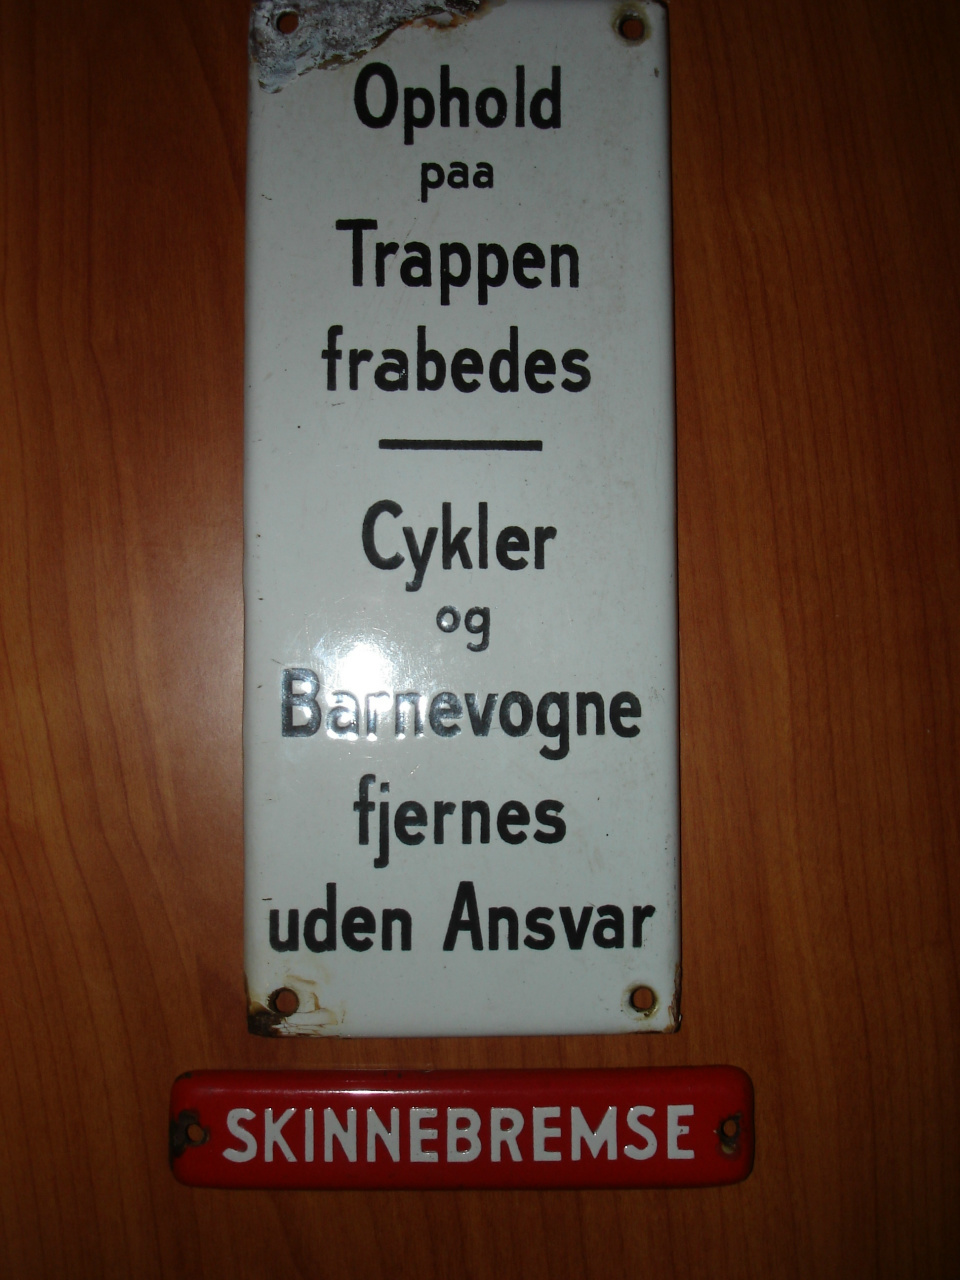 Ophold
paa
Trappen
frabedes
Cykler
og
Barnevogne
fjernes
uden Ansvar
SKINNEBREMSE